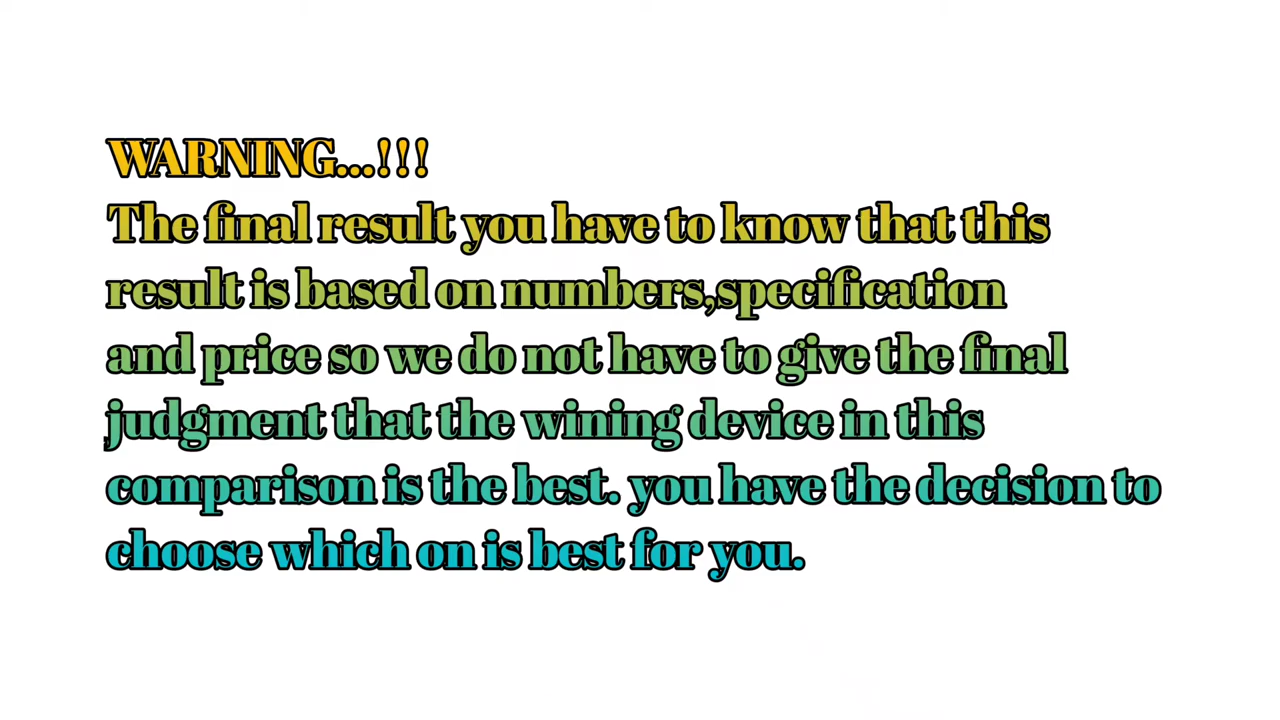 WARNING...!!!
The final result you have to know that this
result is based on numbers,specification
and price so we do not have to give the final
judgment that the wining device in this
comparison is the best. you have the decision to
choose which on is best for you.